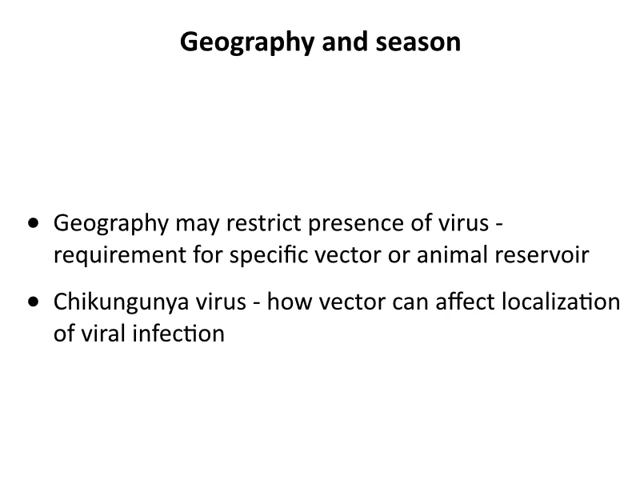 Geography and season
• Geography may restrict presence of virus -
requirement for specific vector or animal reservoir
• Chikungunya virus - how vector can affect localization
of viral infection